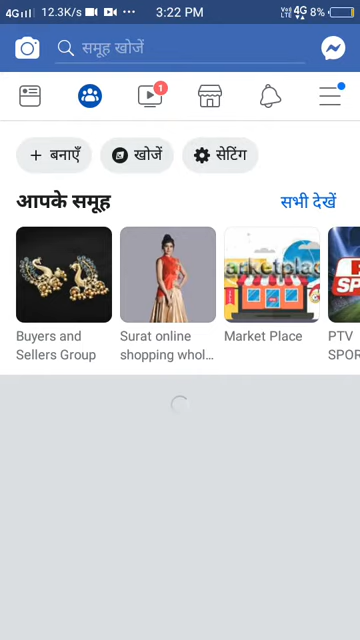 4G 12.3K/s ••• 3:22 PM VoLTE 4G 8%
समूह खोजें
1
+ बनाएँ खोजें सेटिंग
आपके समूह सभी देखें
Buyers and Sellers Group
Surat online shopping whol...
Market Place
PTV SPOR